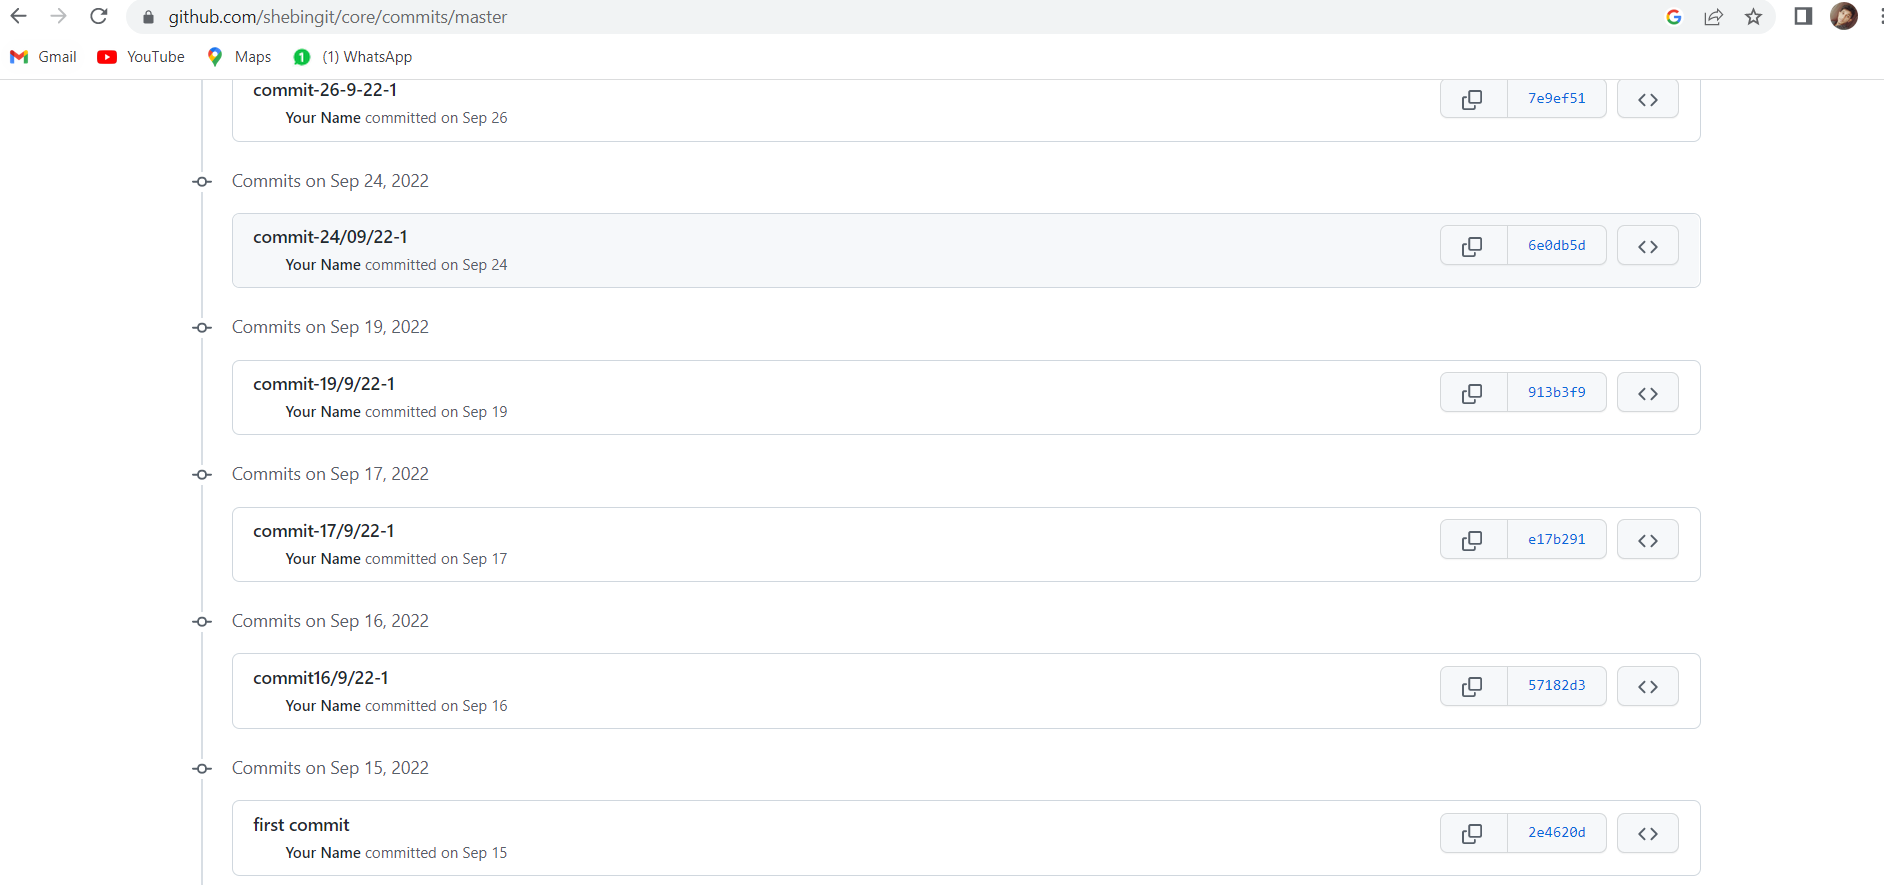 github.com/shebingit/core/commits/master
Gmail YouTube Maps 1 (1) WhatsApp
commit-26-9-22-1
7e9ef51
Your Name committed on Sep 26
Commits on Sep 24, 2022
commit-24/09/22-1
6e0db5d
Your Name committed on Sep 24
Commits on Sep 19, 2022
commit-19/9/22-1
913b3f9
Your Name committed on Sep 19
Commits on Sep 17, 2022
commit-17/9/22-1
e17b291
Your Name committed on Sep 17
Commits on Sep 16, 2022
commit16/9/22-1
57182d3
Your Name committed on Sep 16
Commits on Sep 15, 2022
first commit
2e4620d
Your Name committed on Sep 15